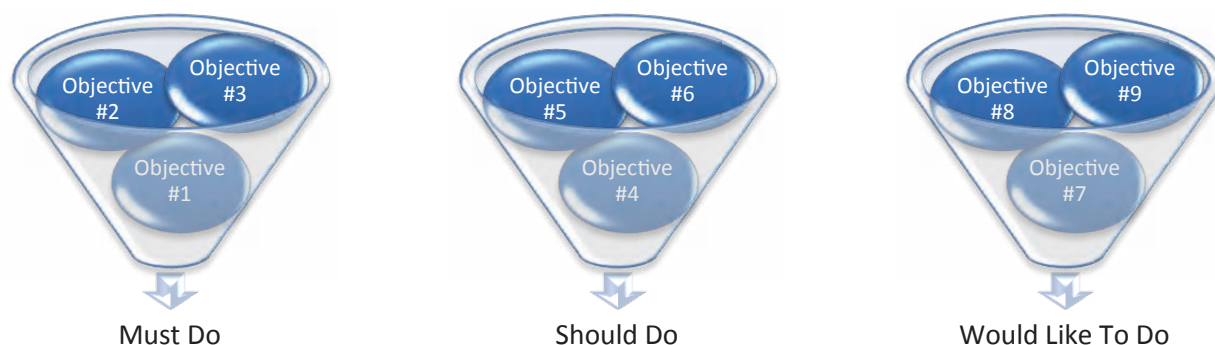 Objective
#2
Objective
#3
Objective
#1
Must Do
Objective
#5
Objective
#6
Objective
#4
Should Do
Objective
#8
Objective
#9
Objective
#7
Would Like To Do